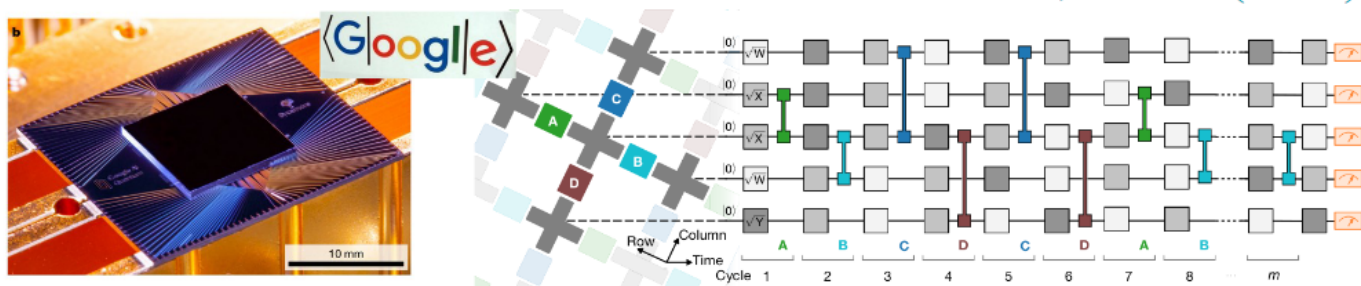 b
⟨G|oogl|e⟩
10 mm
A
B
C
D
Row
Column
Time
|0⟩ √W
|0⟩ √X
|0⟩ √X
|0⟩ √W
|0⟩ √Y
A B C D C D A B
Cycle 1 2 3 4 5 6 7 8 ... m